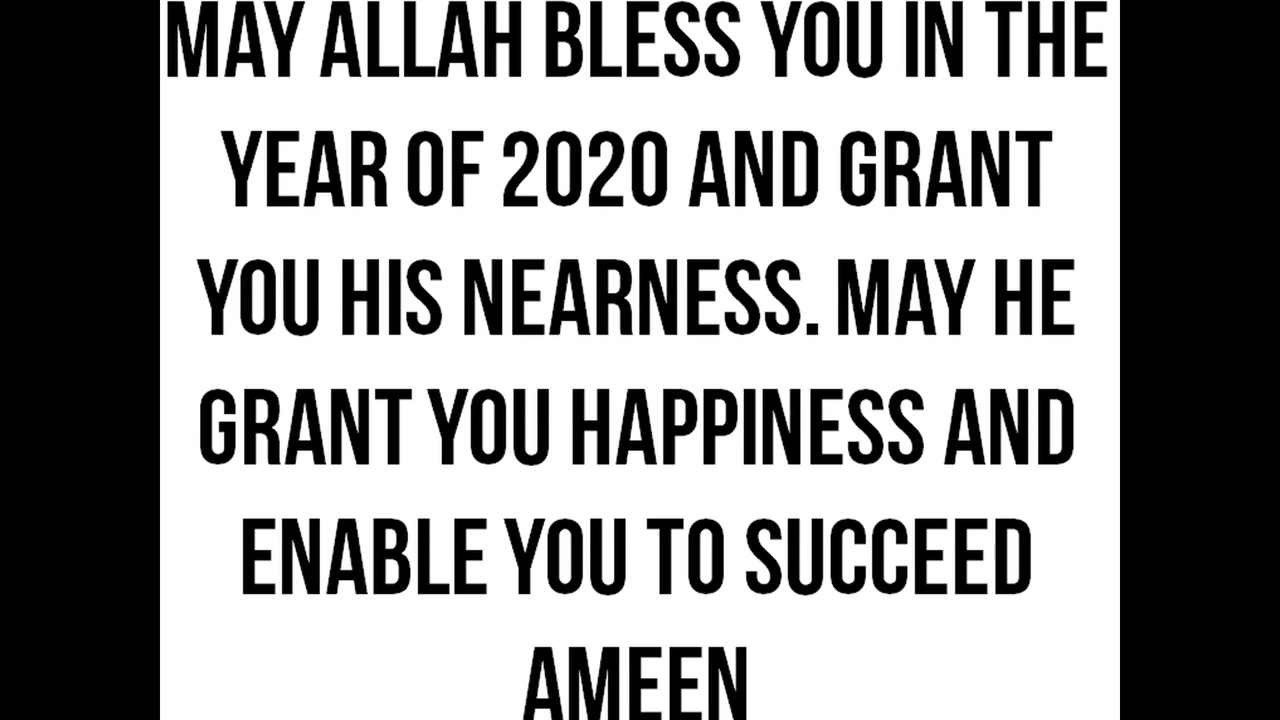 MAY ALLAH BLESS YOU IN THE
YEAR OF 2020 AND GRANT
YOU HIS NEARNESS. MAY HE
GRANT YOU HAPPINESS AND
ENABLE YOU TO SUCCEED
AMEEN